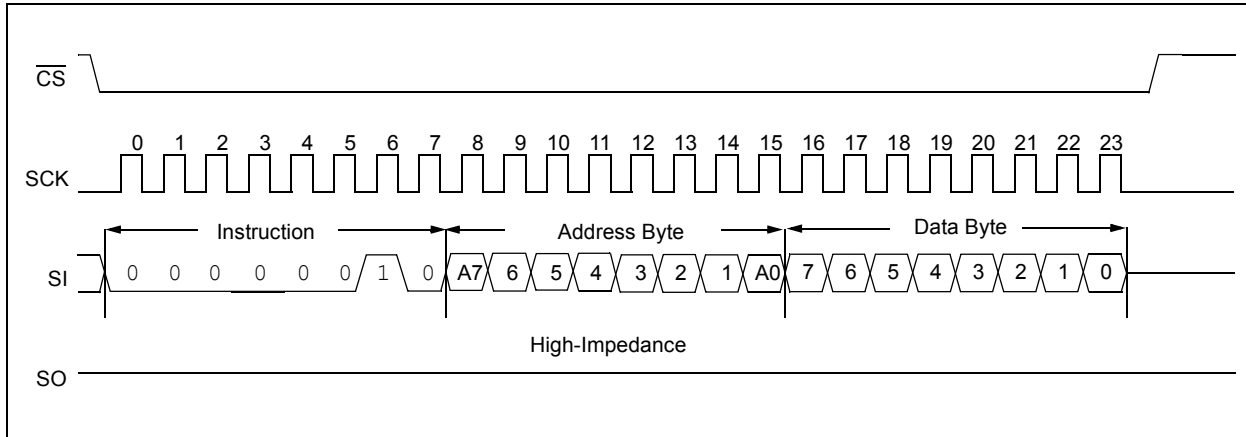 CS
0 1 2 3 4 5 6 7 8 9 10 11 12 13 14 15 16 17 18 19 20 21 22 23
SCK
Instruction Address Byte Data Byte
SI 0 0 0 0 0 0 1 0 A7 6 5 4 3 2 1 A0 7 6 5 4 3 2 1 0
High-Impedance
SO